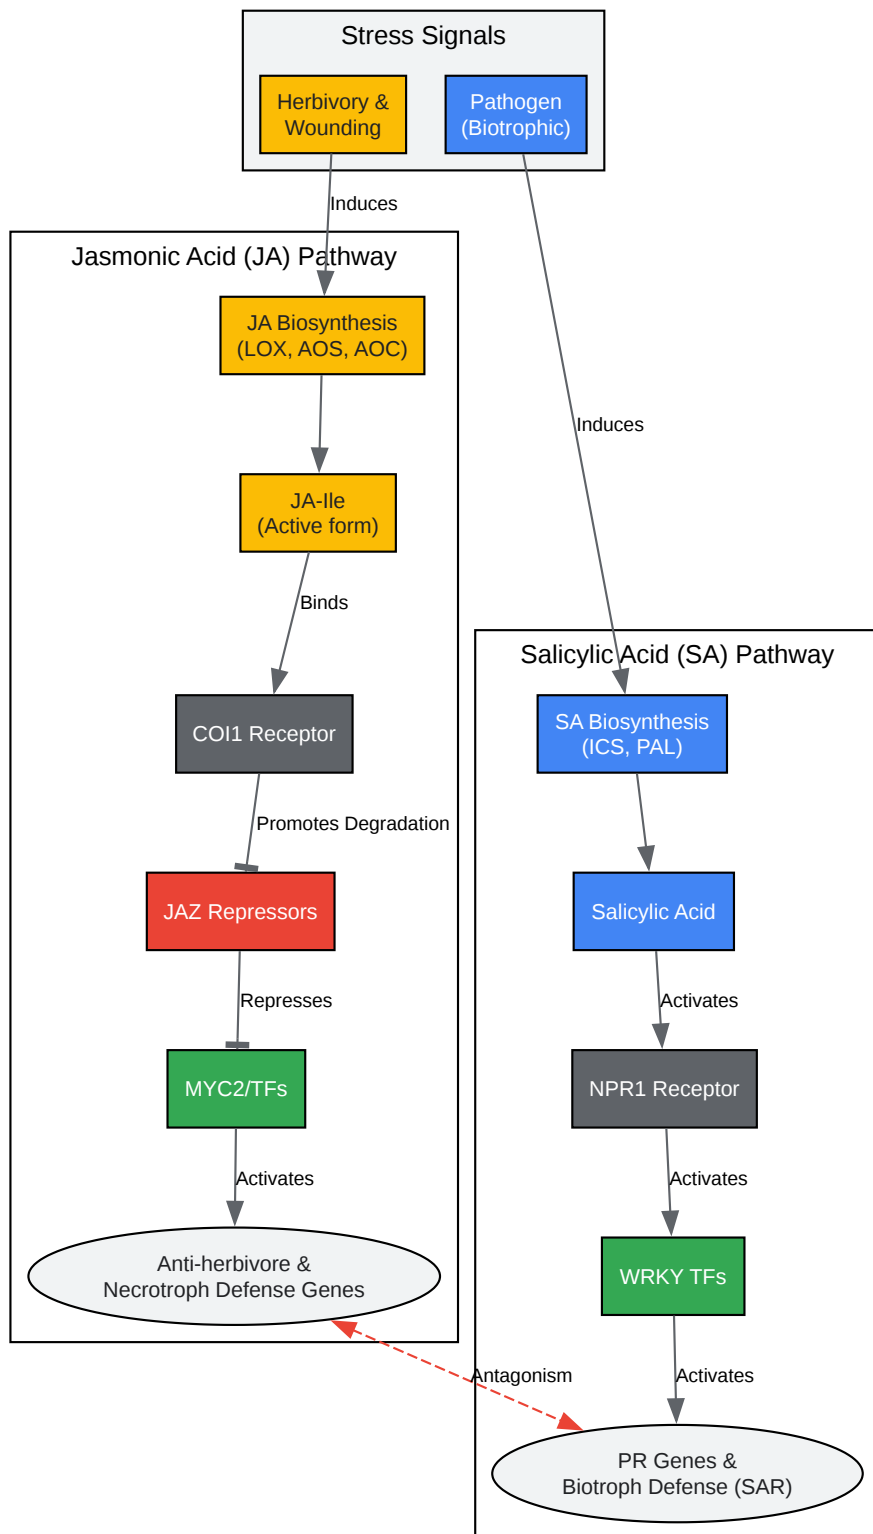 Stress Signals
Herbivory &
Wounding
Pathogen
(Biotrophic)
Induces
Jasmonic Acid (JA) Pathway
JA Biosynthesis
(LOX, AOS, AOC)
Induces
JA-Ile
(Active form)
Binds
Salicylic Acid (SA) Pathway
COI1 Receptor
SA Biosynthesis
(ICS, PAL)
Promotes Degradation
JAZ Repressors
Salicylic Acid
Represses
Activates
MYC2/TFs
NPR1 Receptor
Activates
Activates
Anti-herbivore &
Necrotroph Defense Genes
WRKY TFs
Antagonism
Activates
PR Genes &
Biotroph Defense (SAR)